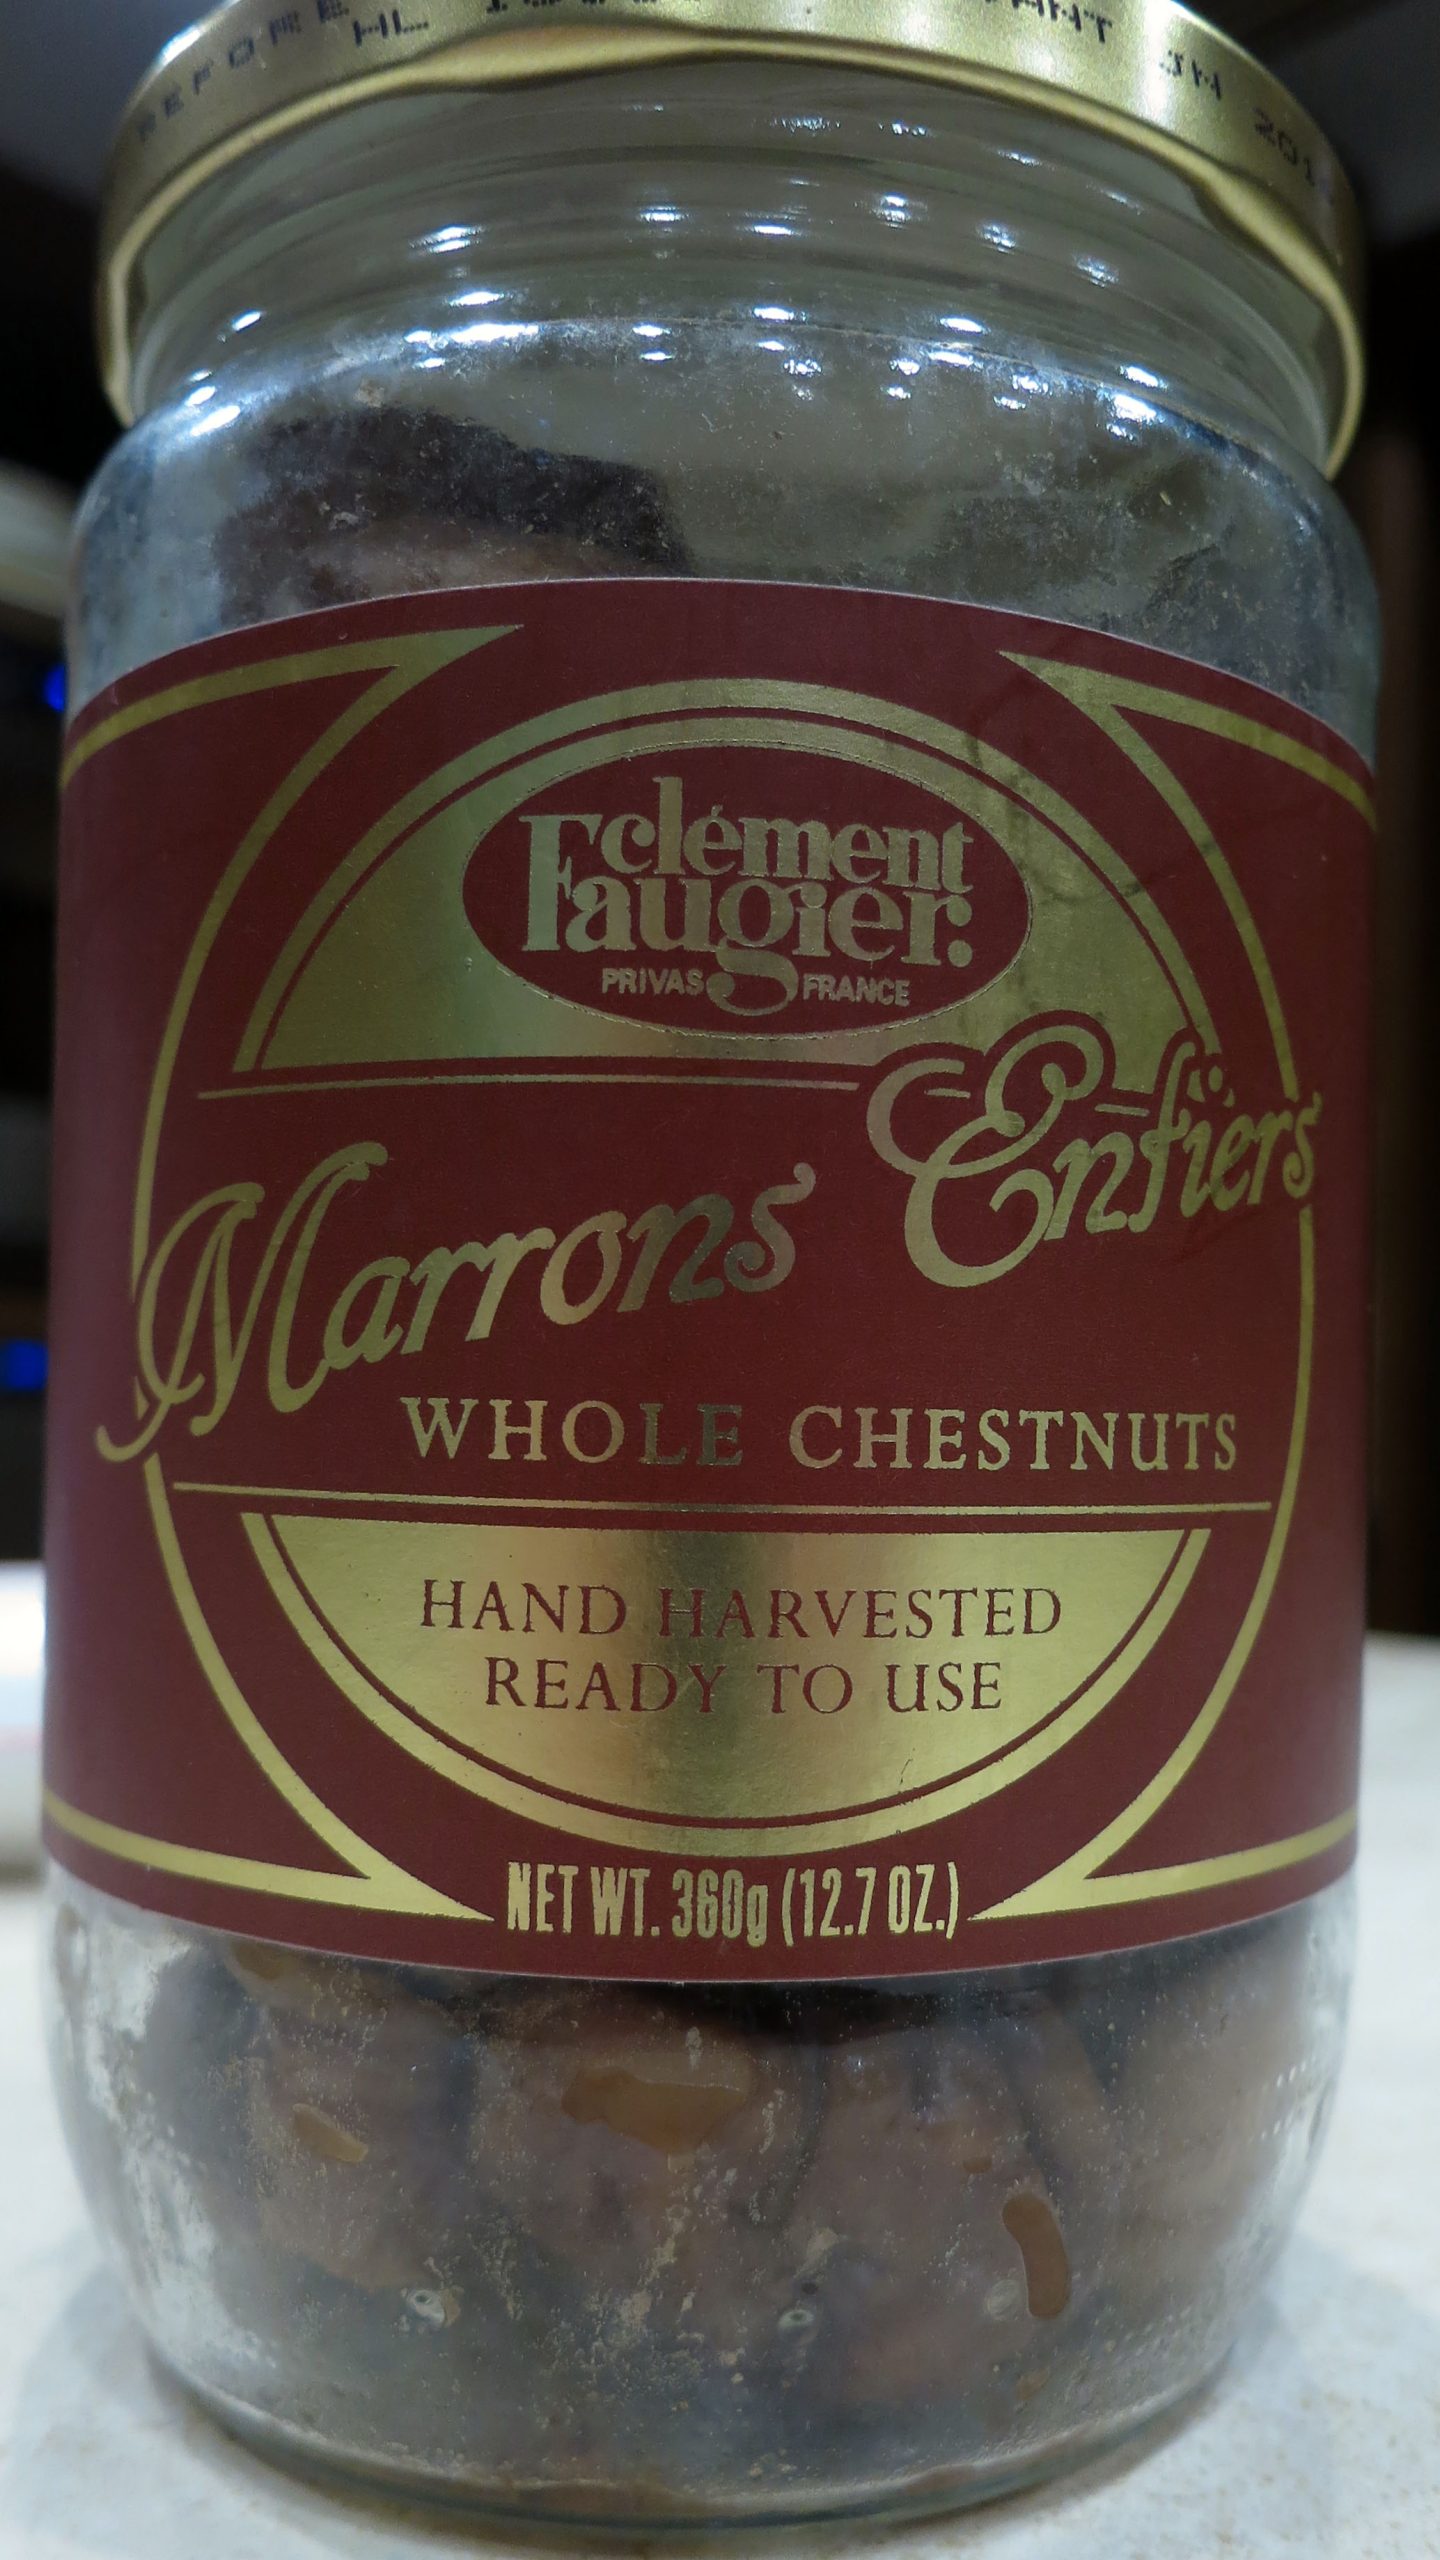 BEFORE
clément
Faugier:
PRIVAS FRANCE
Marrons Entiers
WHOLE CHESTNUTS
HAND HARVESTED
READY TO USE
NET WT. 360g (12.7 OZ.)